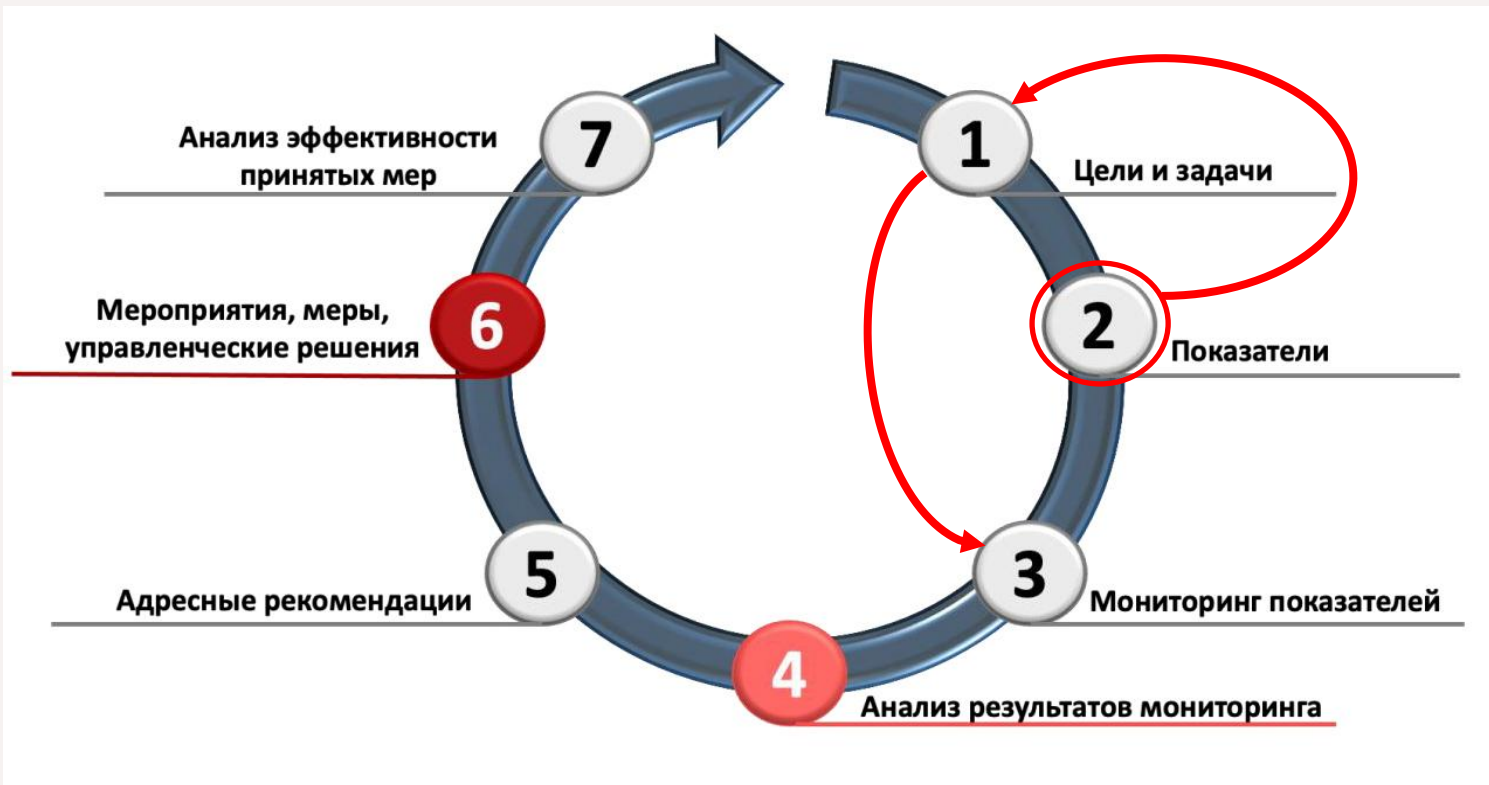 1
Цели и задачи
2
Показатели
3
Мониторинг показателей
4
Анализ результатов мониторинга
5
Адресные рекомендации
6
Мероприятия, меры,
управленческие решения
7
Анализ эффективности
принятых мер